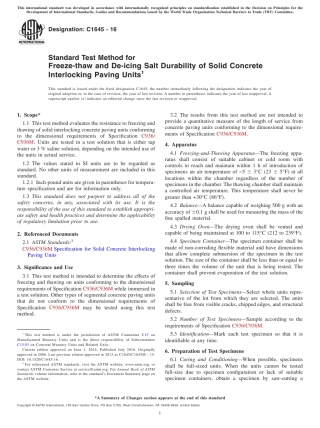 This international standard was developed in accordance with internationally recognized principles on standardization established in the Decision on Principles for the
Development of International Standards, Guides and Recommendations issued by the World Trade Organization Technical Barriers to Trade (TBT) Committee.
Designation: C1645 – 16
Standard Test Method for
Freeze-thaw and De-icing Salt Durability of Solid Concrete
Interlocking Paving Units¹
This standard is issued under the fixed designation C1645; the number immediately following the designation indicates the year of
original adoption or, in the case of revision, the year of last revision. A number in parentheses indicates the year of last reapproval. A
superscript epsilon (ε) indicates an editorial change since the last revision or reapproval.
1. Scope*
1.1 This test method evaluates the resistance to freezing and
thawing of solid interlocking concrete paving units conforming
to the dimensional requirements of Specification C936/
C936M. Units are tested in a test solution that is either tap
water or 3 % saline solution, depending on the intended use of
the units in actual service.
1.2 The values stated in SI units are to be regarded as
standard. No other units of measurement are included in this
standard.
1.2.1 Inch-pound units are given in parentheses for tempera-
ture specification and are for information only.
1.3 This standard does not purport to address all of the
safety concerns, if any, associated with its use. It is the
responsibility of the user of this standard to establish appropri-
ate safety and health practices and determine the applicability
of regulatory limitation prior to use.
2. Referenced Documents
2.1 ASTM Standards:²
C936/C936M Specification for Solid Concrete Interlocking
Paving Units
3. Significance and Use
3.1 This test method is intended to determine the effects of
freezing and thawing on units conforming to the dimensional
requirements of Specification C936/C936M while immersed in
a test solution. Other types of segmental concrete paving units
that do not conform to the dimensional requirements of
Specification C936/C936M may be tested using this test
method.
¹ This test method is under the jurisdiction of ASTM Committee C15 on
Manufactured Masonry Units and is the direct responsibility of Subcommittee
C15.03 on Concrete Masonry Units and Related Units.
Current edition approved on June 1, 2016. Published July 2016. Originally
approved in 2006. Last previous edition approved in 2015 as C1645/C1645M – 15.
DOI: 10.1520/C1645-16.
² For referenced ASTM standards, visit the ASTM website, www.astm.org, or
contact ASTM Customer Service at service@astm.org. For Annual Book of ASTM
Standards volume information, refer to the standard's Document Summary page on
the ASTM website.
3.2 The results from this test method are not intended to
provide a quantitative measure of the length of service from
concrete paving units conforming to the dimensional require-
ments of Specification C936/C936M.
4. Apparatus
4.1 Freezing-and-Thawing Apparatus—The freezing appa-
ratus shall consist of suitable cabinet or cold room with
controls to reach and maintain within 1 h of introduction of
specimens an air temperature of –5 ± 3°C (23 ± 5°F) at all
locations within the chamber regardless of the number of
specimens in the chamber. The thawing chamber shall maintain
a controlled air temperature. This temperature shall never be
greater than +30°C (86°F).
4.2 Balance—A balance capable of weighing 500 g with an
accuracy of ±0.1 g shall be used for measuring the mass of the
fine spalled material.
4.3 Drying Oven—The drying oven shall be vented and
capable of being maintained at 100 to 115°C (212 to 239°F).
4.4 Specimen Container—The specimen container shall be
made of non-corroding flexible material and have dimensions
that allow complete submersion of the specimen in the test
solution. The size of the container shall be less than or equal to
three times the volume of the unit that is being tested. The
container shall prevent evaporation of the test solution.
5. Sampling
5.1 Selection of Test Specimens—Select whole units repre-
sentative of the lot from which they are selected. The units
shall be free from visible cracks, chipped edges, and structural
defects.
5.2 Number of Test Specimens—Sample according to the
requirements of Specification C936/C936M.
5.3 Identification—Mark each test specimen so that it is
identifiable at any time.
6. Preparation of Test Specimens
6.1 Curing and Conditioning—When possible, specimens
shall be full-sized units. When the units cannot be tested
full-size due to specimen configuration or lack of suitable
specimen containers, obtain a specimen by saw-cutting a
*A Summary of Changes section appears at the end of this standard
Copyright © ASTM International, 100 Barr Harbor Drive, PO Box C700, West Conshohocken, PA 19428-2959. United States
1